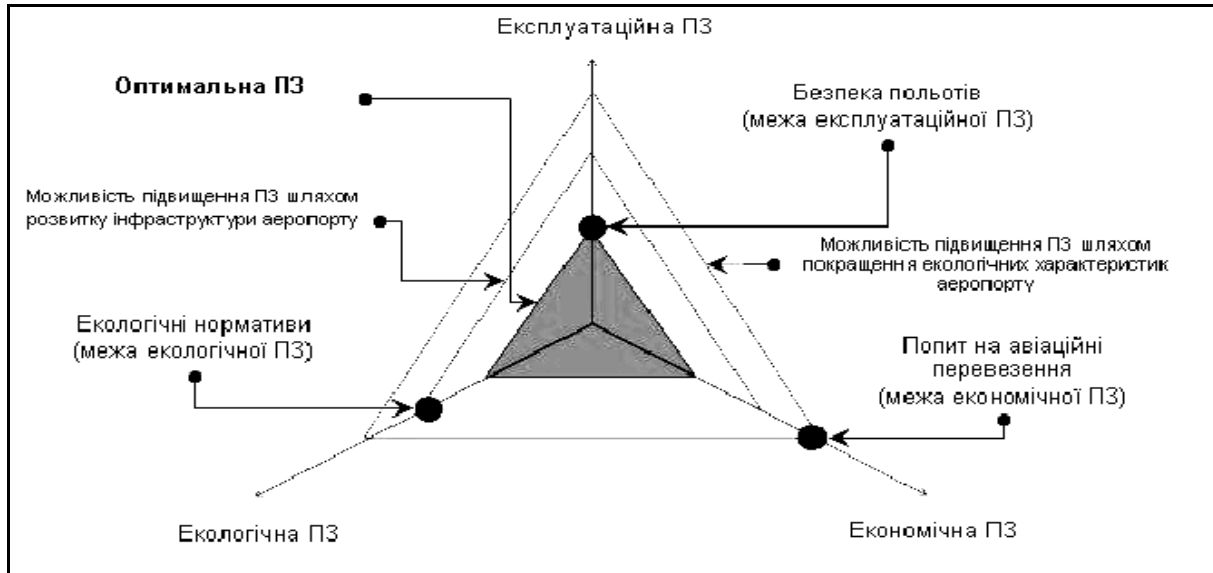 Експлуатаційна ПЗ
Оптимальна ПЗ
Безпека польотів
(межа експлуатаційної ПЗ)
Можливість підвищення ПЗ шляхом
розвитку інфраструктури аеропорту
Можливість підвищення ПЗ шляхом
покращення екологічних характеристик
аеропорту
Екологічні нормативи
(межа екологічної ПЗ)
Попит на авіаційні
перевезення
(межа економічної ПЗ)
Екологічна ПЗ
Економічна ПЗ